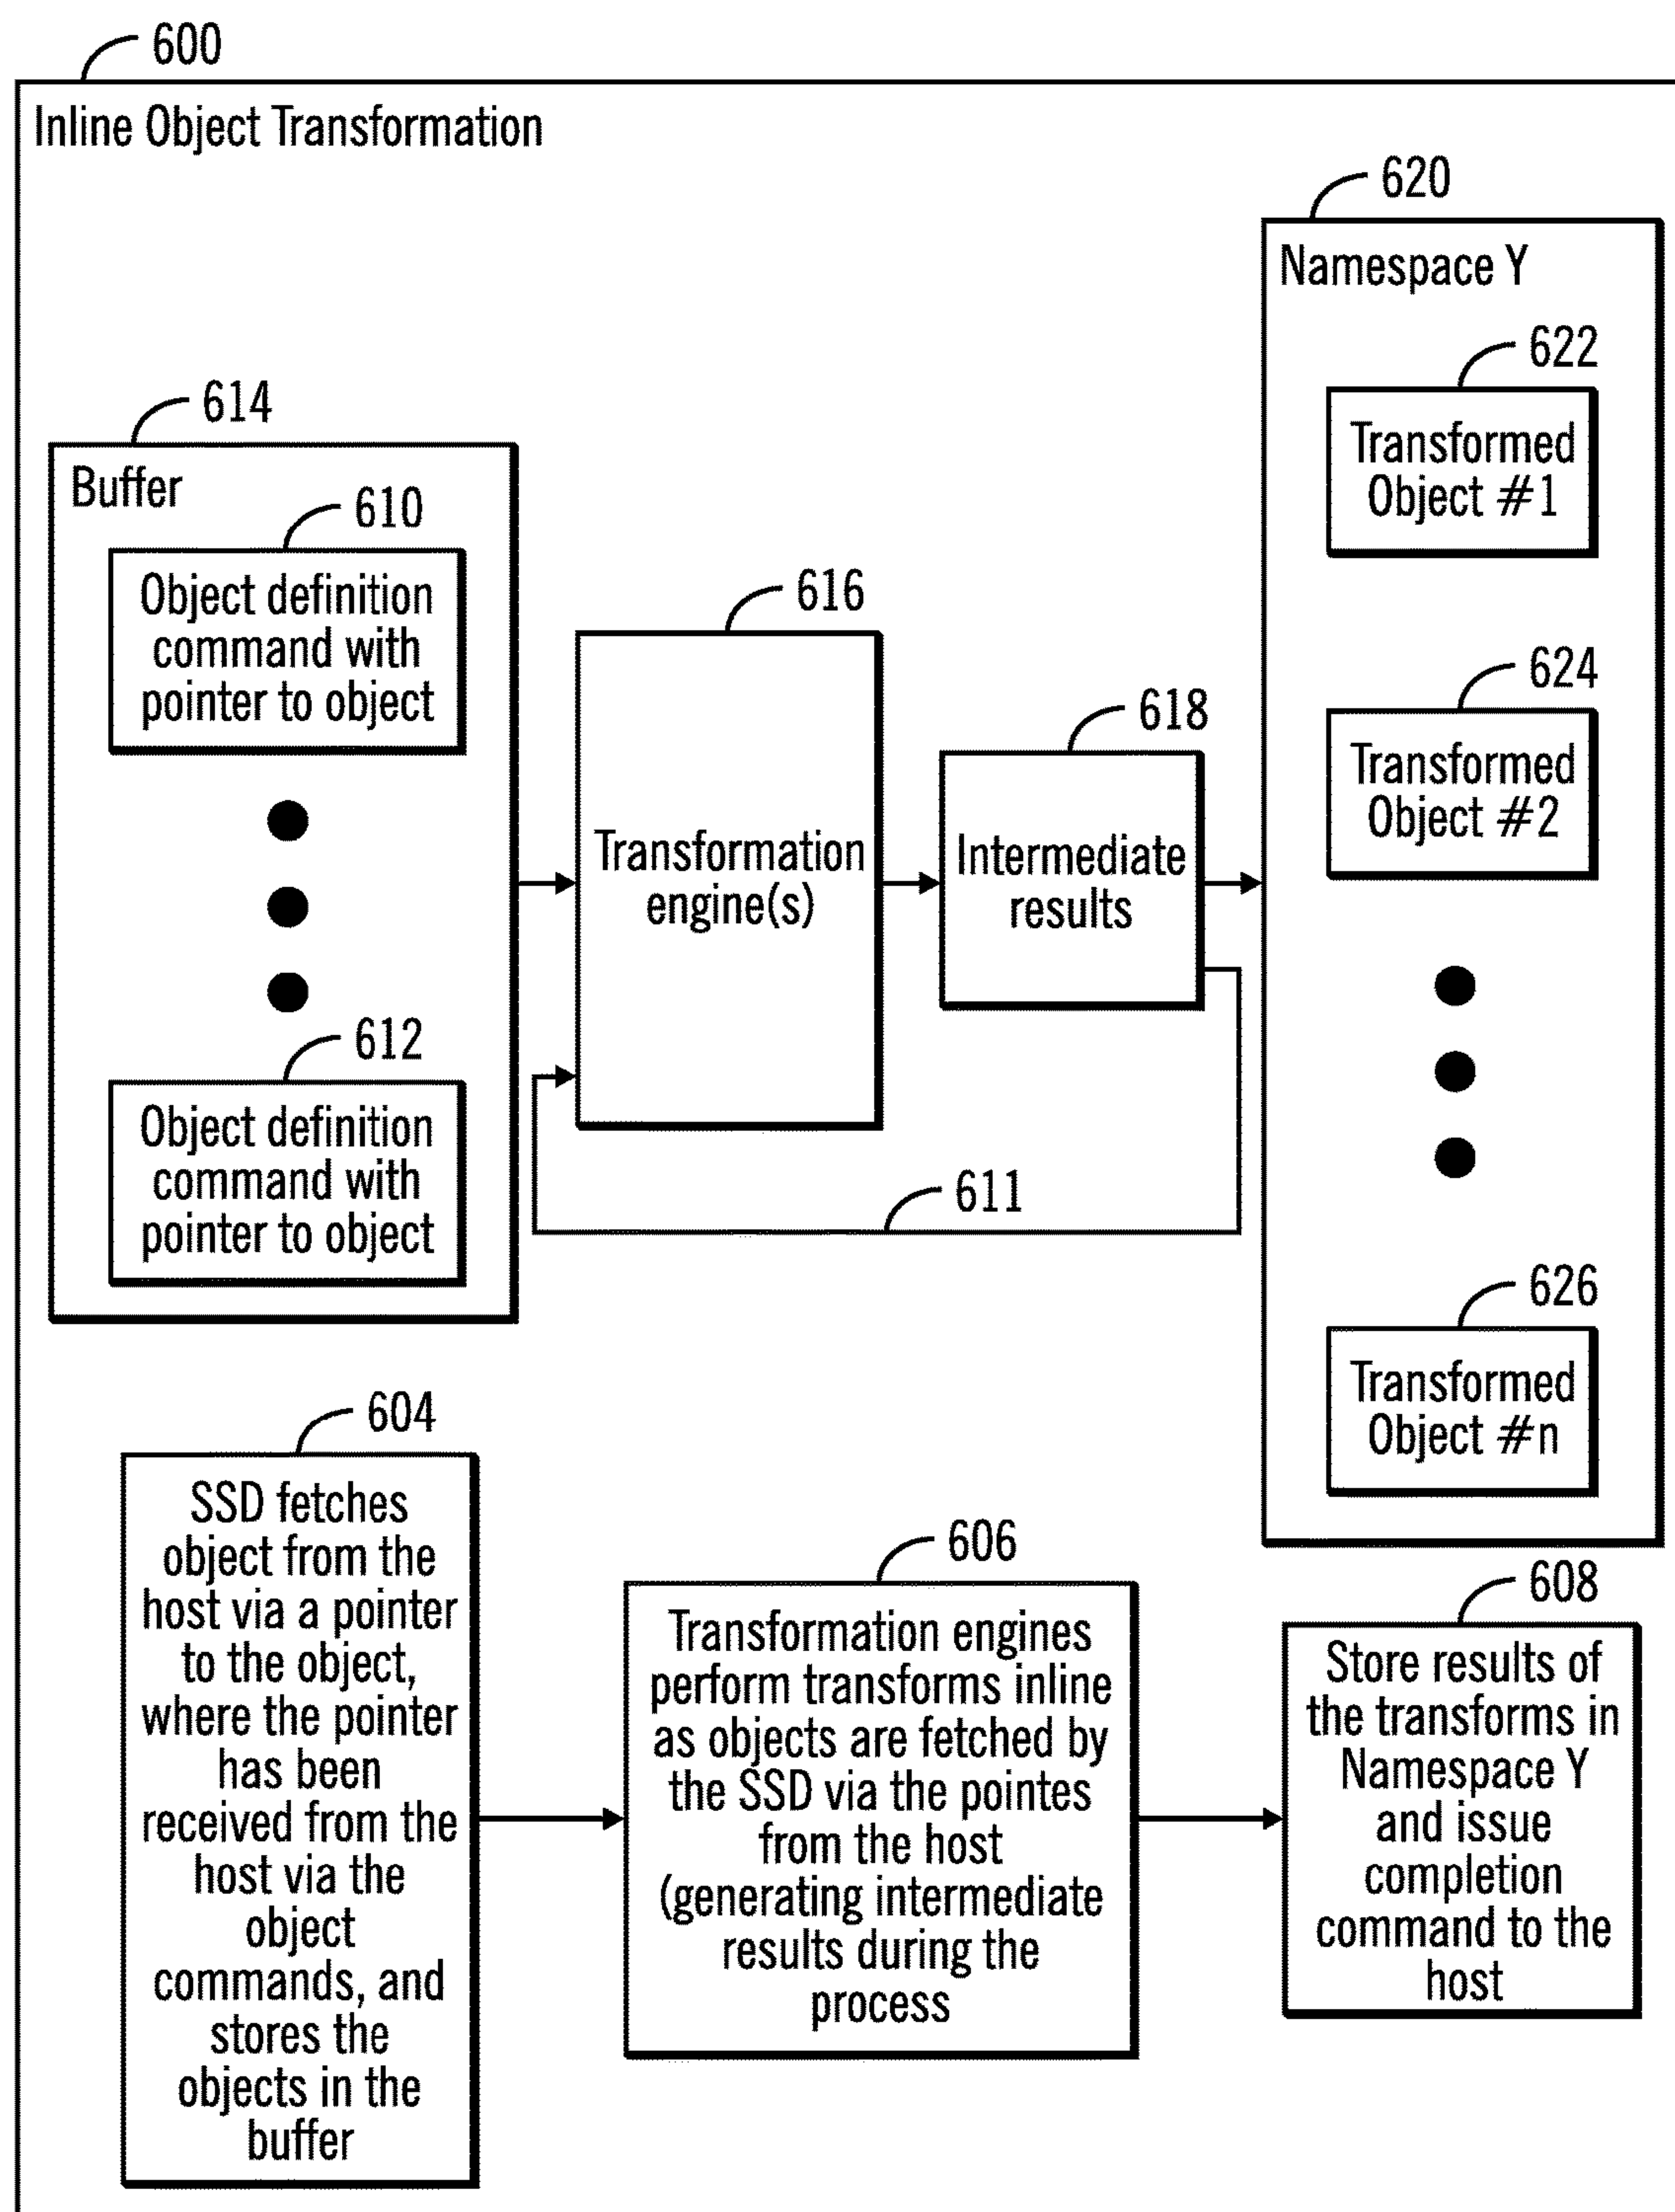 600
Inline Object Transformation
620
Namespace Y
622
Transformed
Object #1
614
Buffer
610
Object definition
command with
pointer to object
616
Transformation
engine(s)
618
Intermediate
results
624
Transformed
Object #2
612
Object definition
command with
pointer to object
611
626
Transformed
Object #n
604
SSD fetches
object from the
host via a pointer
to the object,
where the pointer
has been
received from the
host via the
object
commands, and
stores the
objects in the
buffer
606
Transformation engines
perform transforms inline
as objects are fetched by
the SSD via the pointes
from the host
(generating intermediate
results during the
process
608
Store results of
the transforms in
Namespace Y
and issue
completion
command to the
host